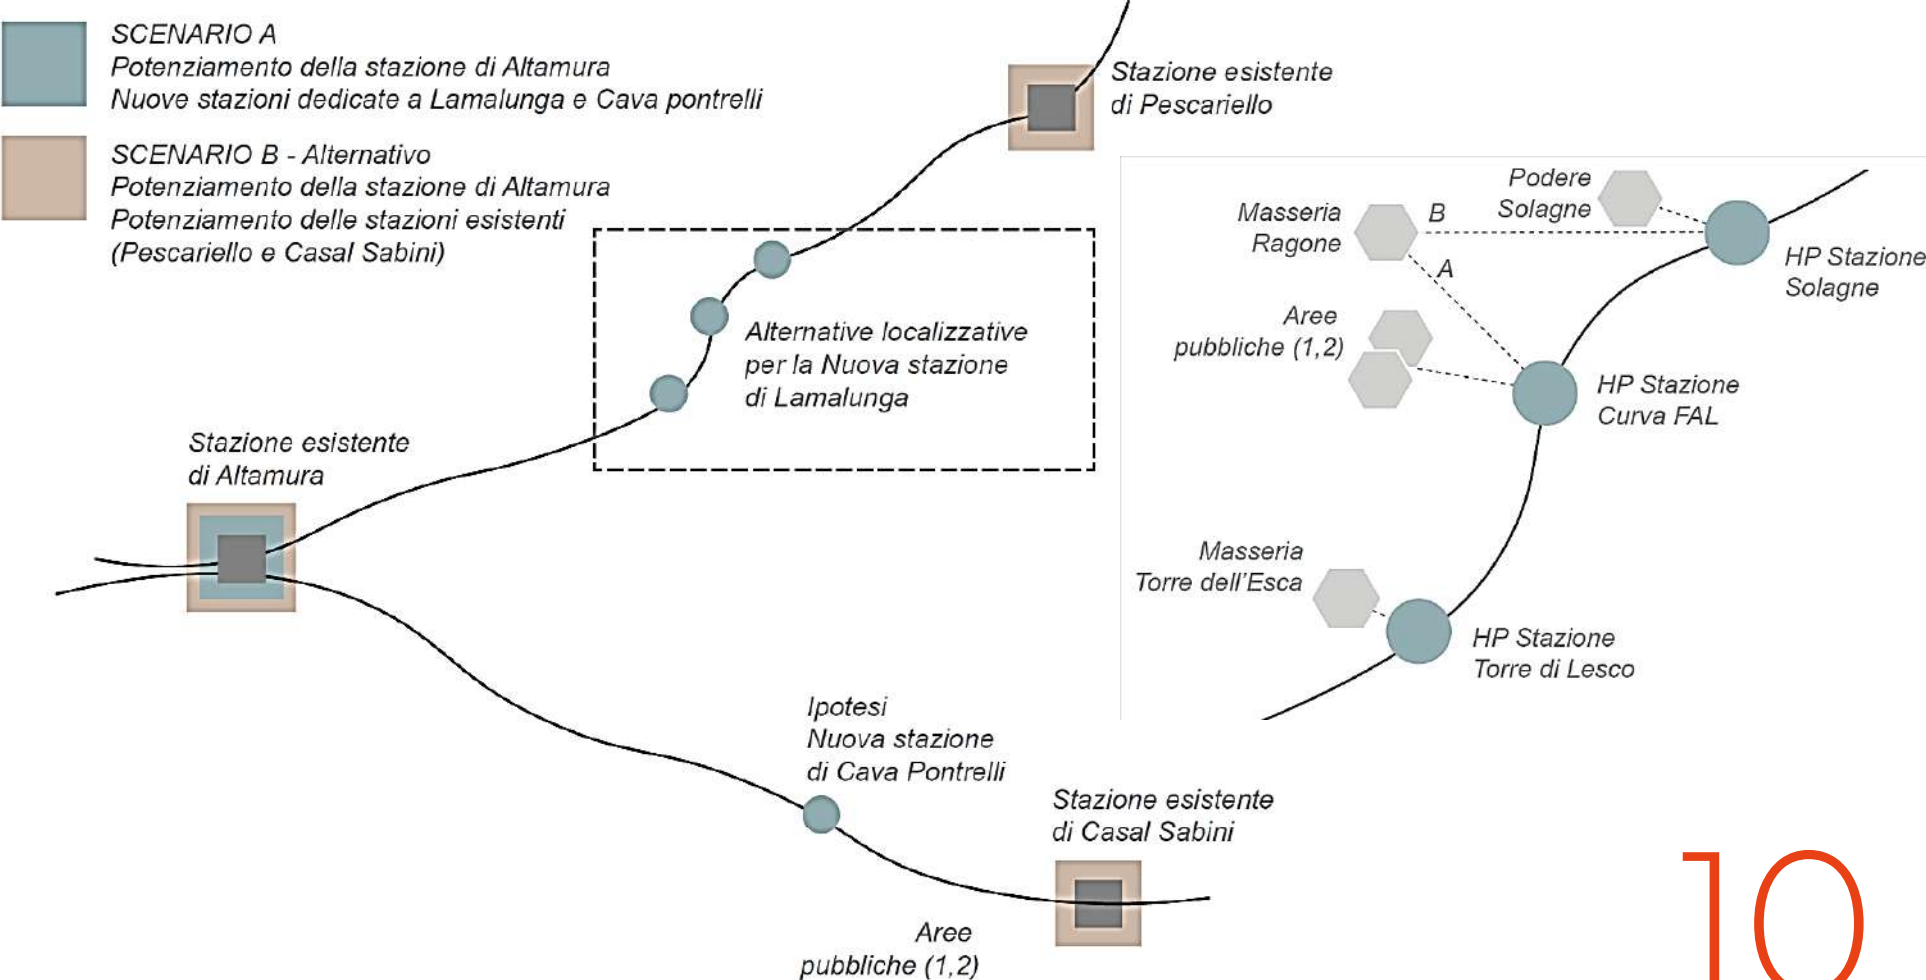 SCENARIO A
Potenziamento della stazione di Altamura
Nuove stazioni dedicate a Lamalunga e Cava pontrelli
SCENARIO B - Alternativo
Potenziamento della stazione di Altamura
Potenziamento delle stazioni esistenti
(Pescariello e Casal Sabini)
Stazione esistente
di Pescariello
Alternative localizzative
per la Nuova stazione
di Lamalunga
Stazione esistente
di Altamura
Ipotesi
Nuova stazione
di Cava Pontrelli
Stazione esistente
di Casal Sabini
Aree
pubbliche (1,2)
Podere
Solagne
Masseria
Ragone
B
A
HP Stazione
Solagne
Aree
pubbliche (1,2)
HP Stazione
Curva FAL
Masseria
Torre dell'Esca
HP Stazione
Torre di Lesco
10